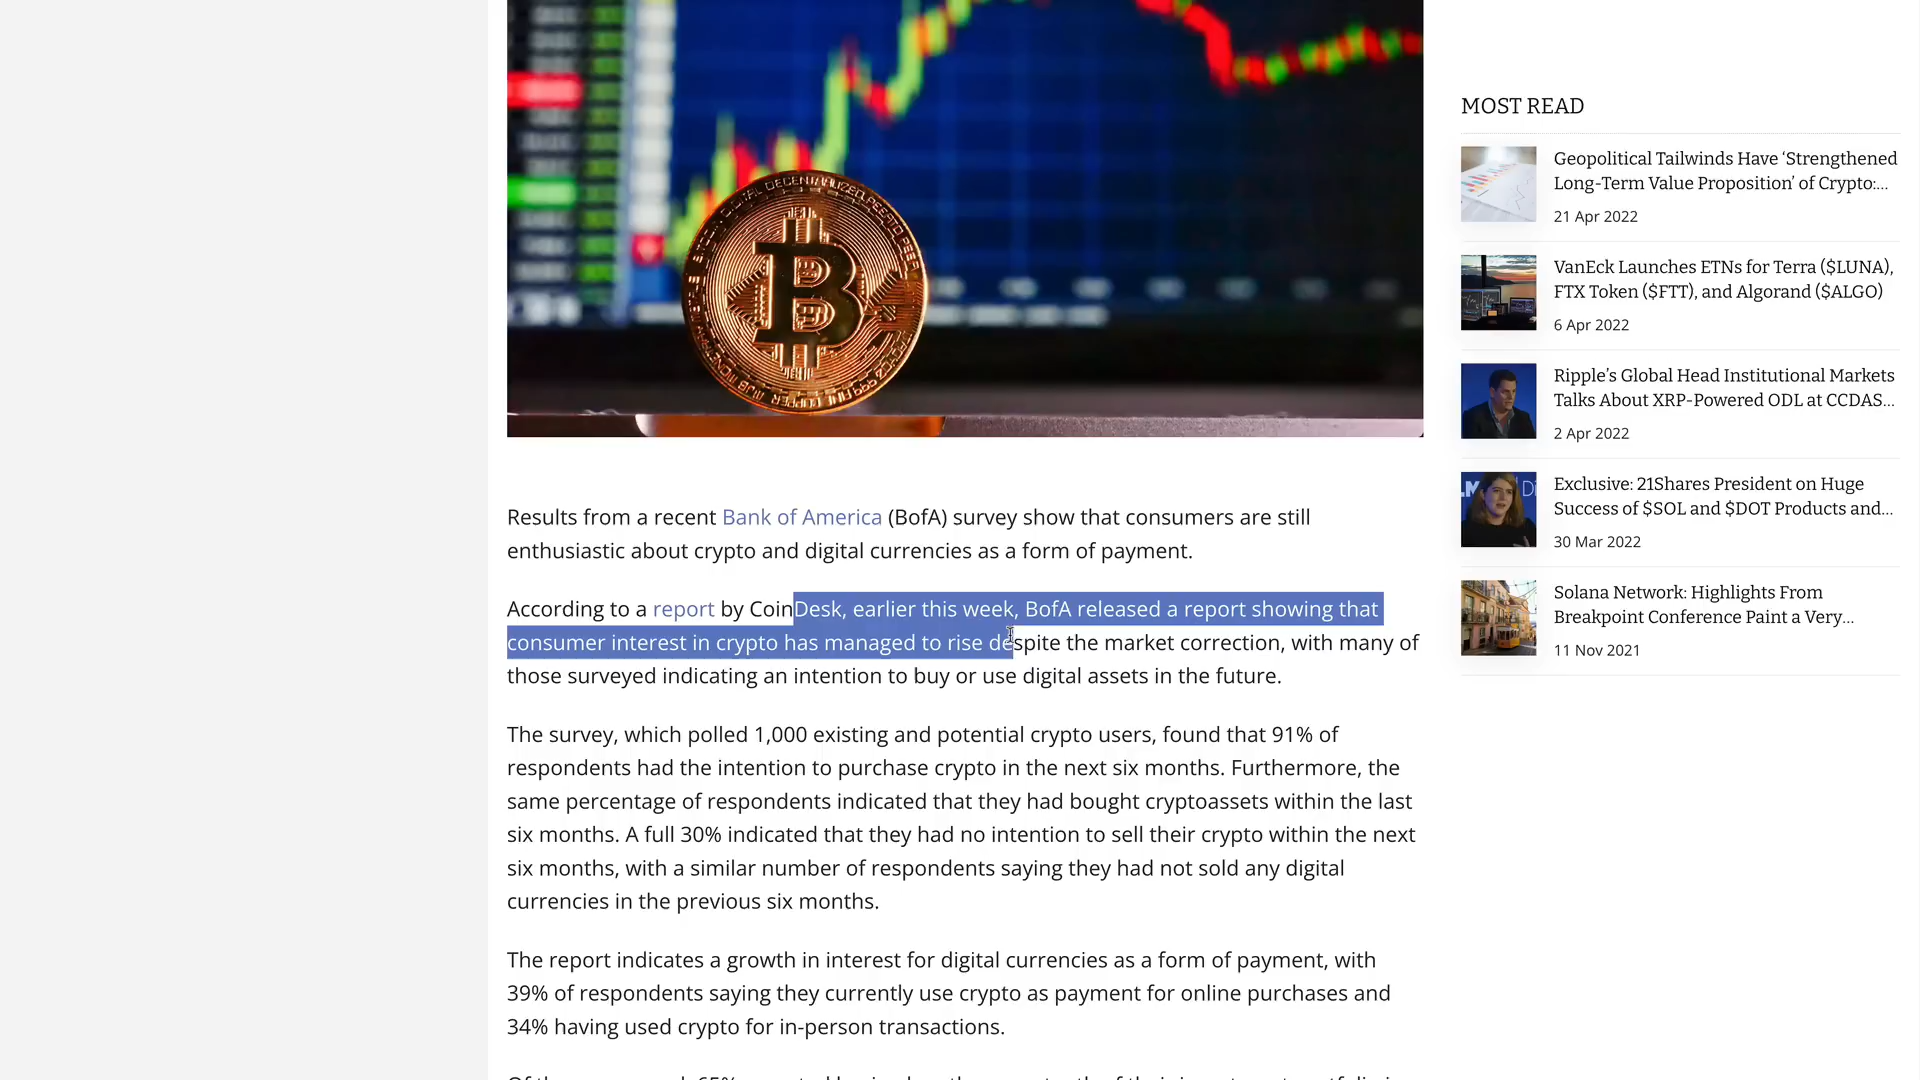 MOST READ
Geopolitical Tailwinds Have ‘Strengthened
Long-Term Value Proposition’ of Crypto:...
21 Apr 2022
VanEck Launches ETNs for Terra ($LUNA),
FTX Token ($FTT), and Algorand ($ALGO)
6 Apr 2022
Ripple’s Global Head Institutional Markets
Talks About XRP-Powered ODL at CCDAS...
2 Apr 2022
Exclusive: 21Shares President on Huge
Success of $SOL and $DOT Products and...
30 Mar 2022
Solana Network: Highlights From
Breakpoint Conference Paint a Very...
11 Nov 2021
Results from a recent Bank of America (BofA) survey show that consumers are still
enthusiastic about crypto and digital currencies as a form of payment.
According to a report by CoinDesk, earlier this week, BofA released a report showing that
consumer interest in crypto has managed to rise despite the market correction, with many of
those surveyed indicating an intention to buy or use digital assets in the future.
The survey, which polled 1,000 existing and potential crypto users, found that 91% of
respondents had the intention to purchase crypto in the next six months. Furthermore, the
same percentage of respondents indicated that they had bought cryptoassets within the last
six months. A full 30% indicated that they had no intention to sell their crypto within the next
six months, with a similar number of respondents saying they had not sold any digital
currencies in the previous six months.
The report indicates a growth in interest for digital currencies as a form of payment, with
39% of respondents saying they currently use crypto as payment for online purchases and
34% having used crypto for in-person transactions.